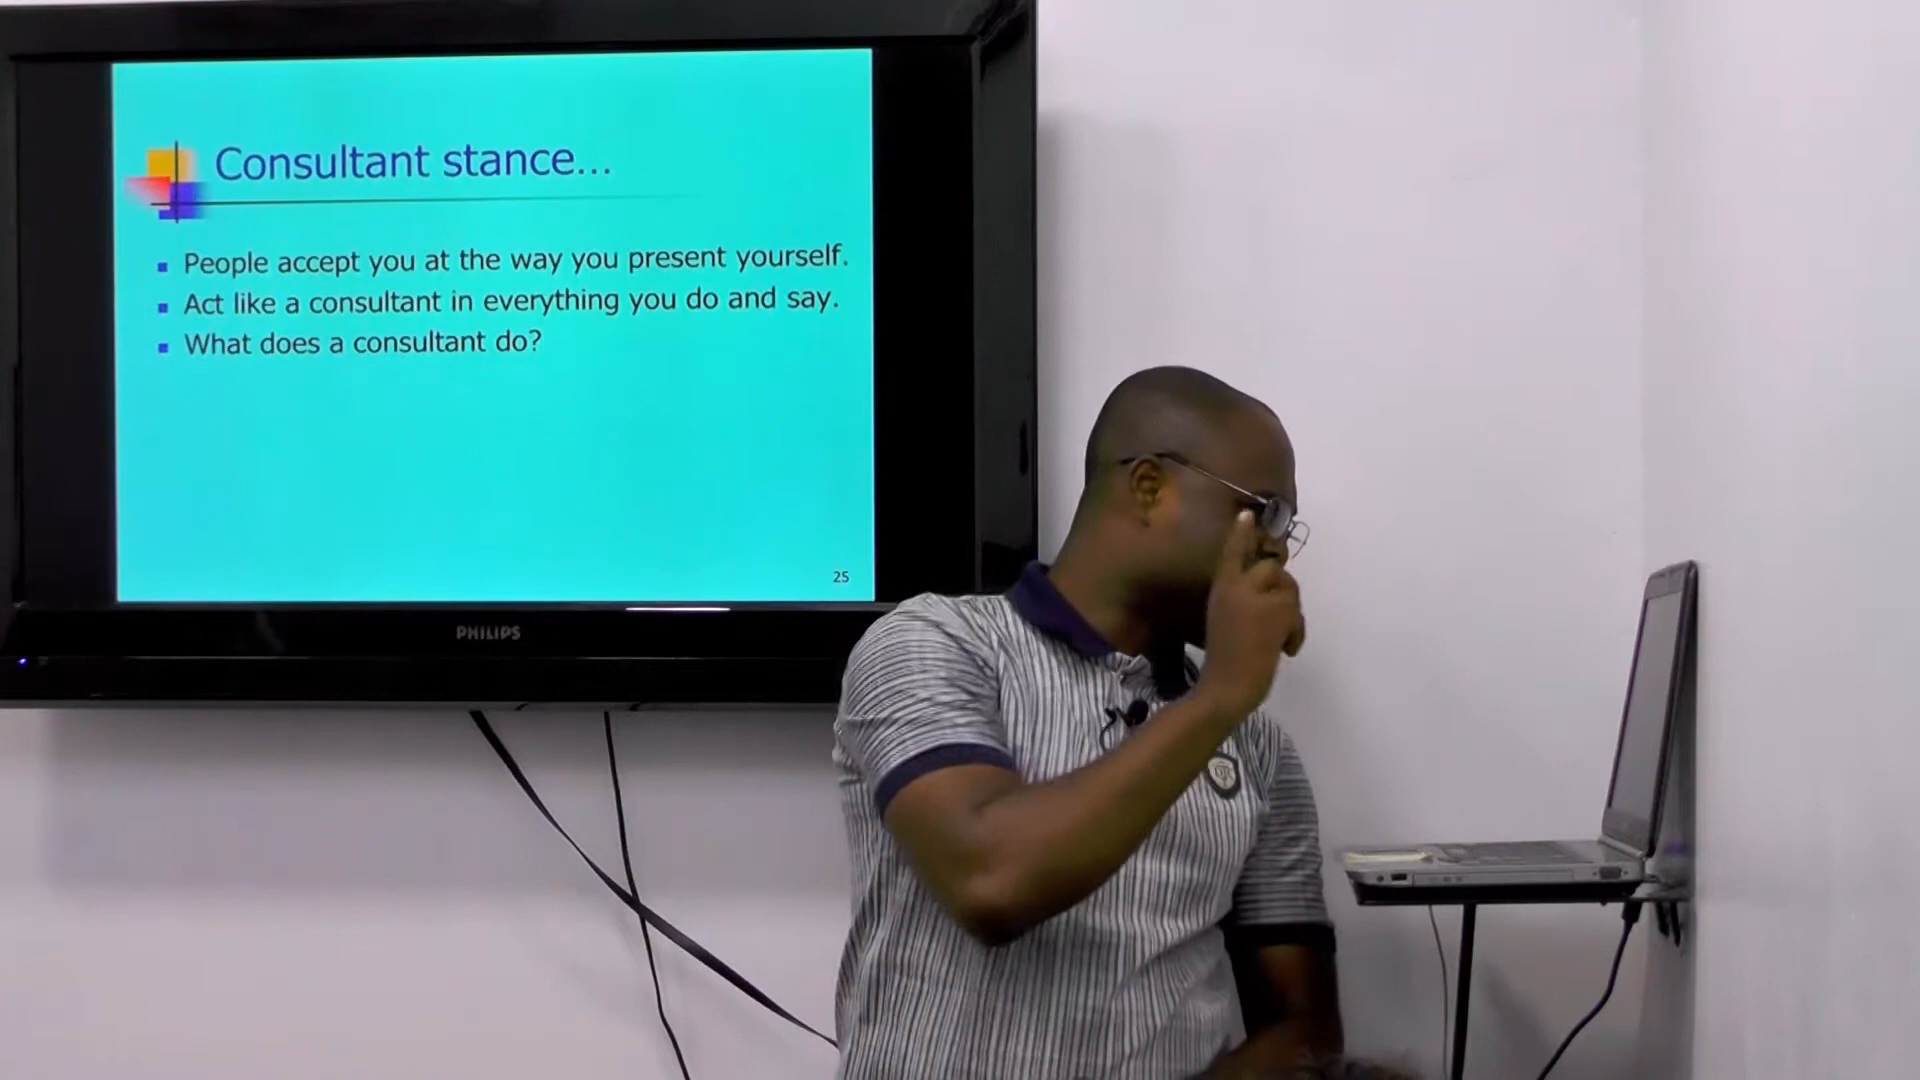 Consultant stance...
People accept you at the way you present yourself.
Act like a consultant in everything you do and say.
What does a consultant do?
25
PHILIPS